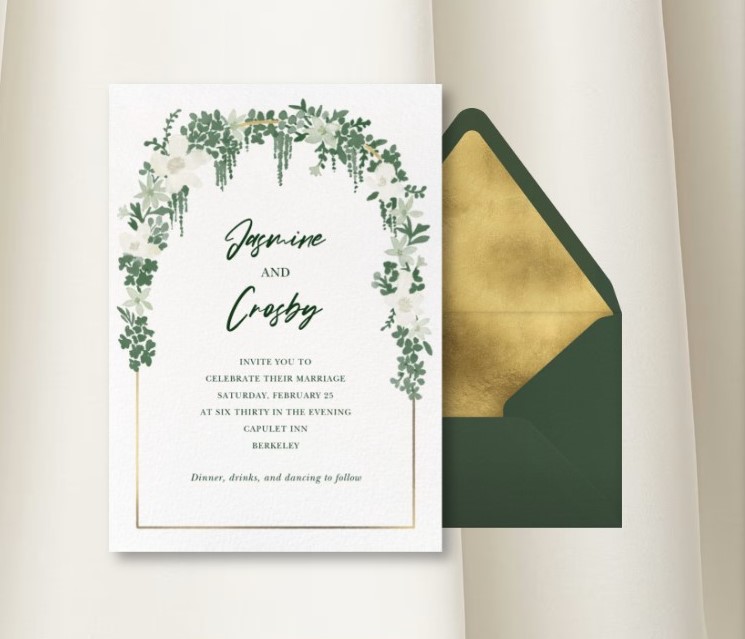 Jasmine
AND
Crosby
INVITE YOU TO
CELEBRATE THEIR MARRIAGE
SATURDAY, FEBRUARY 25
AT SIX THIRTY IN THE EVENING
CAPULET INN
BERKELEY
Dinner, drinks, and dancing to follow